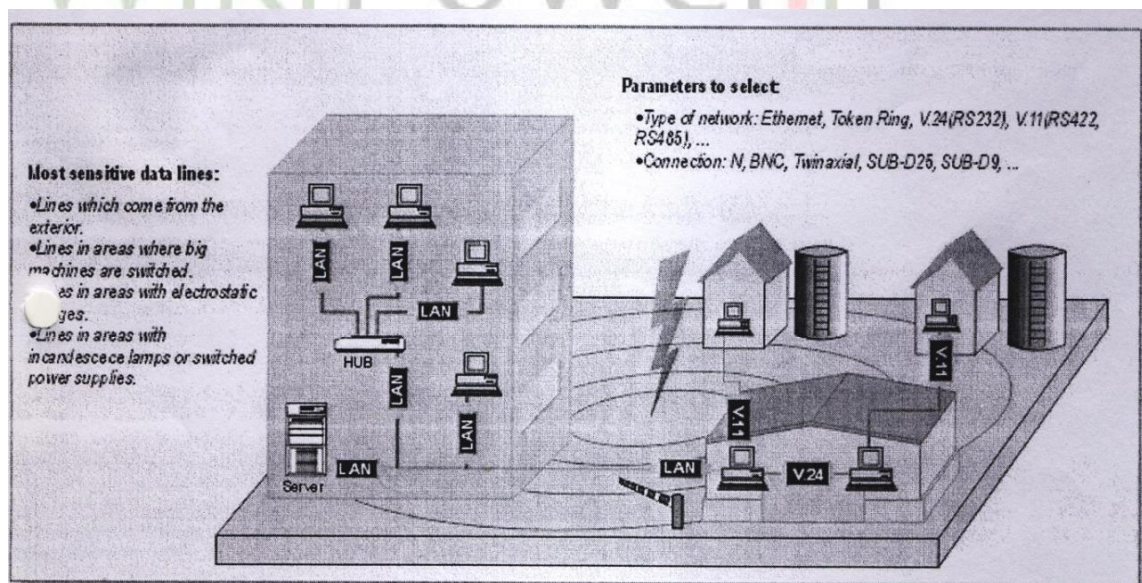 Most sensitive data lines:
•Lines which come from the
exterior.
•Lines in areas where big
machines are switched.
es in areas with electrostatic
ges.
•Lines in areas with
incandescece lamps or switched
power supplies.
Parameters to select:
•Type of network: Ethernet, Token Ring, V.24(RS232), V.11(RS422,
RS485), ...
•Connection: N, BNC, Twinaxial, SUB-D25, SUB-D9, ...
LAN
LAN
LAN
HUB
LAN
LAN
LAN
Server
V.11
V.11
LAN
V.24